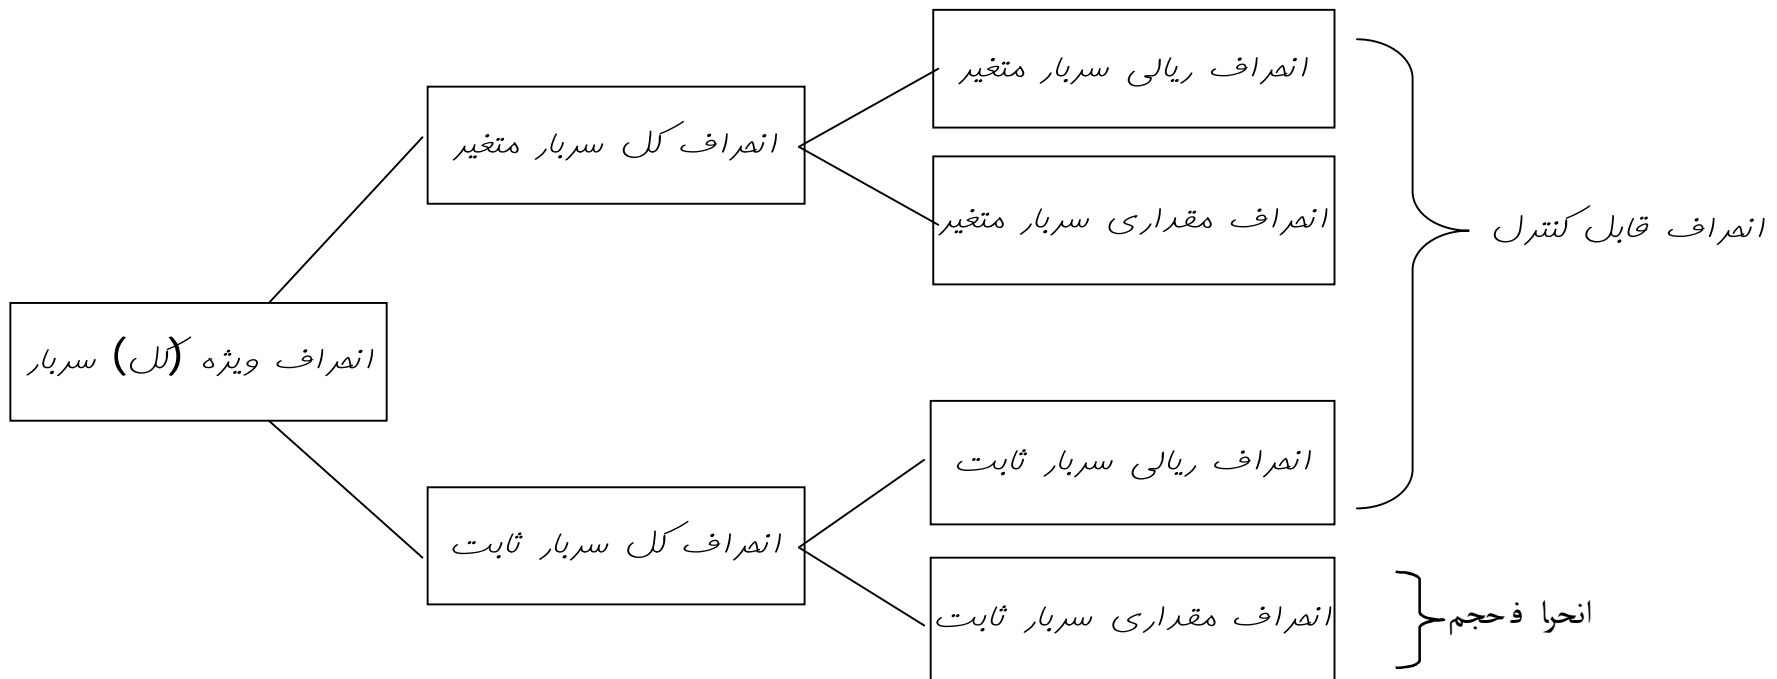 انحراف ریالی سربار متغیر
انحراف کل سربار متغیر
انحراف مقداری سربار متغیر
انحراف قابل کنترل
انحراف ویژه (کل) سربار
انحراف ریالی سربار ثابت
انحراف کل سربار ثابت
انحراف مقداری سربار ثابت
انحرا ف حجم